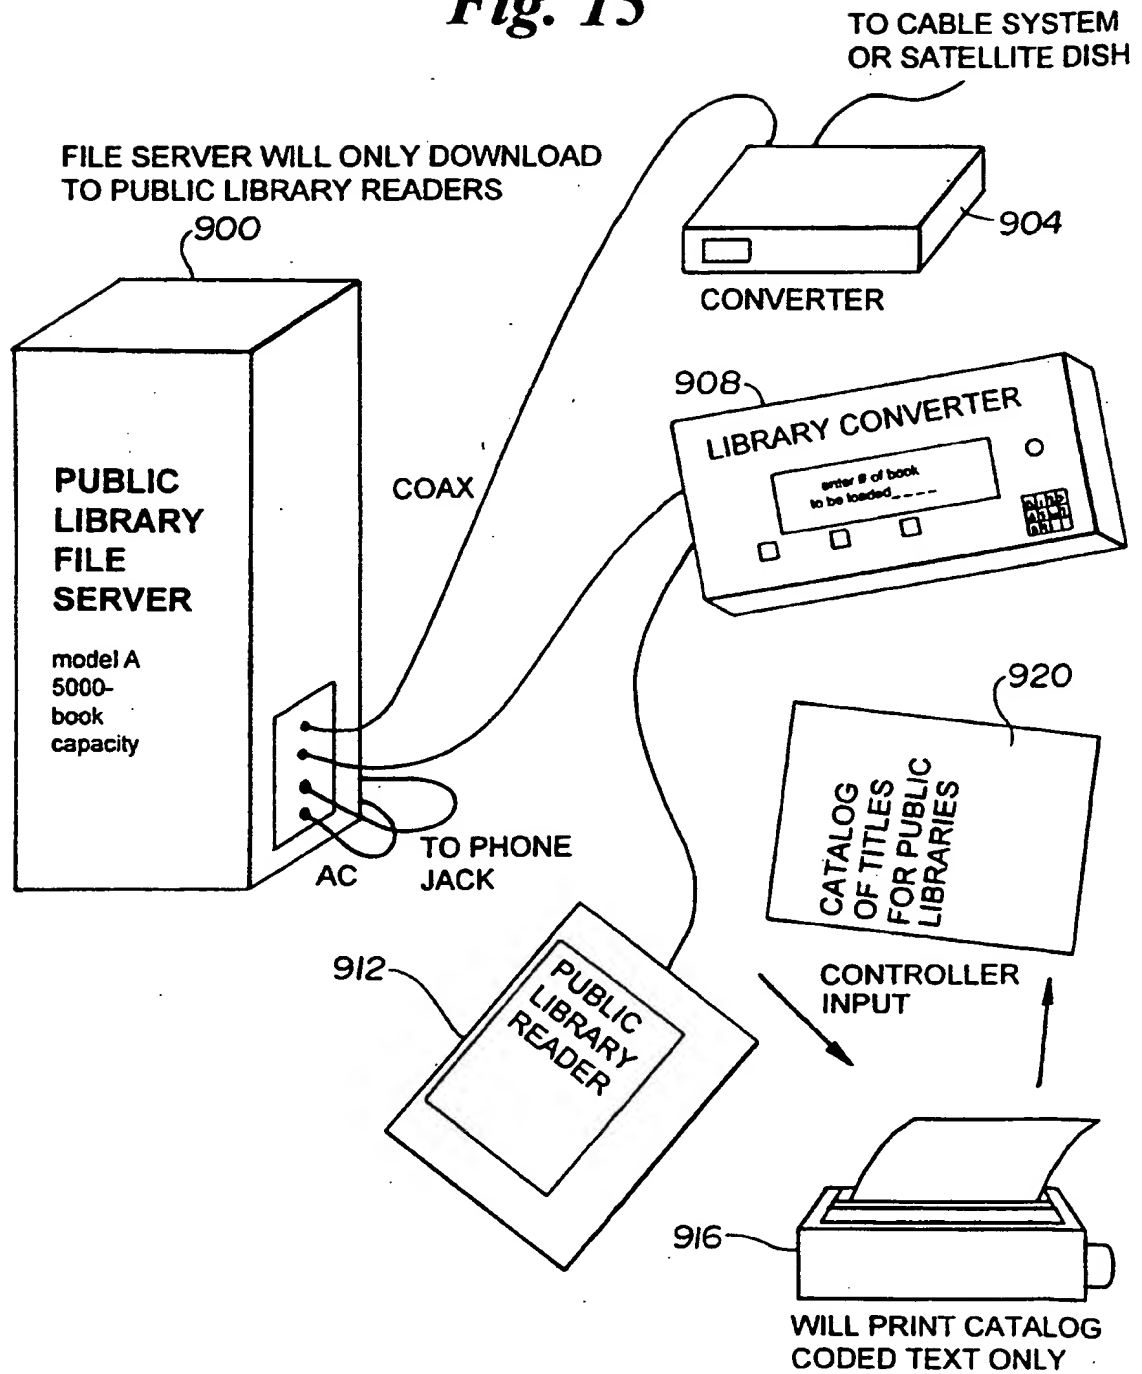 Fig. 15
TO CABLE SYSTEM
OR SATELLITE DISH
FILE SERVER WILL ONLY DOWNLOAD
TO PUBLIC LIBRARY READERS
900
904
CONVERTER
908
LIBRARY CONVERTER
enter # of book
to be loaded____
COAX
PUBLIC
LIBRARY
FILE
SERVER
model A
5000-
book
capacity
AC
TO PHONE
JACK
920
CATALOG
OF TITLES
FOR PUBLIC
LIBRARIES
CONTROLLER
INPUT
912
PUBLIC
LIBRARY
READER
916
WILL PRINT CATALOG
CODED TEXT ONLY